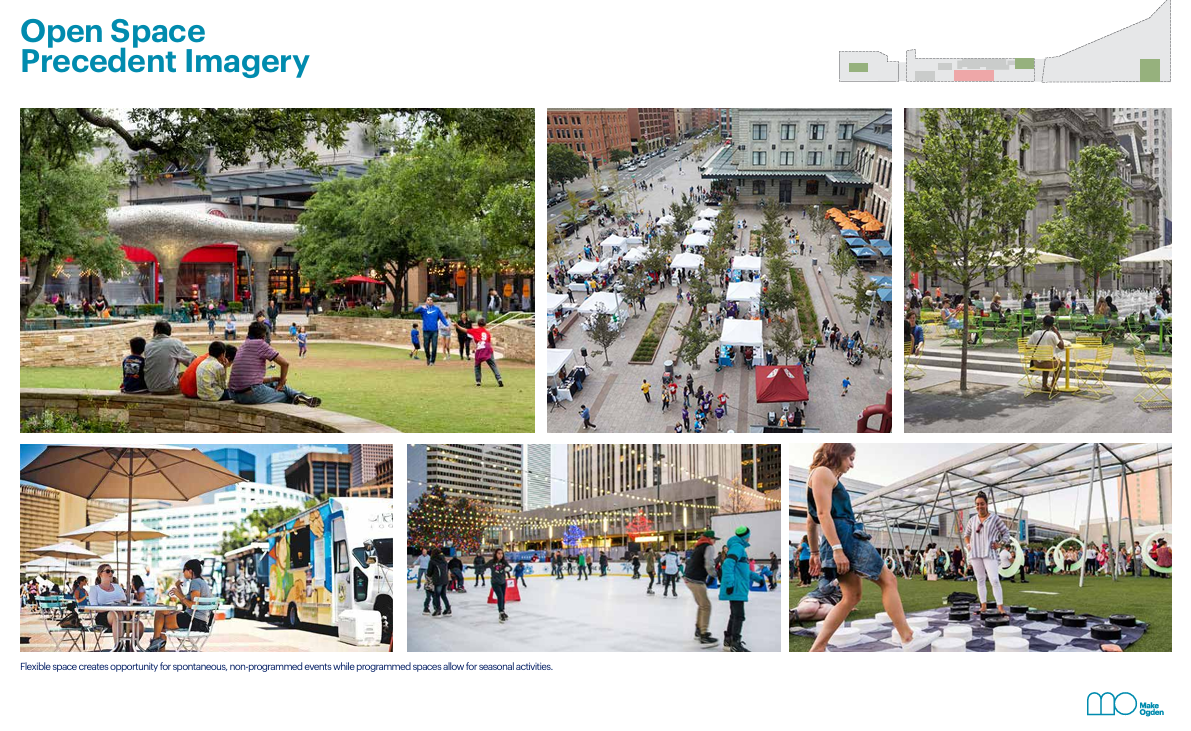 Open Space
Precedent Imagery
Flexible space creates opportunity for spontaneous, non-programmed events while programmed spaces allow for seasonal activities.
mo Make
Ogden